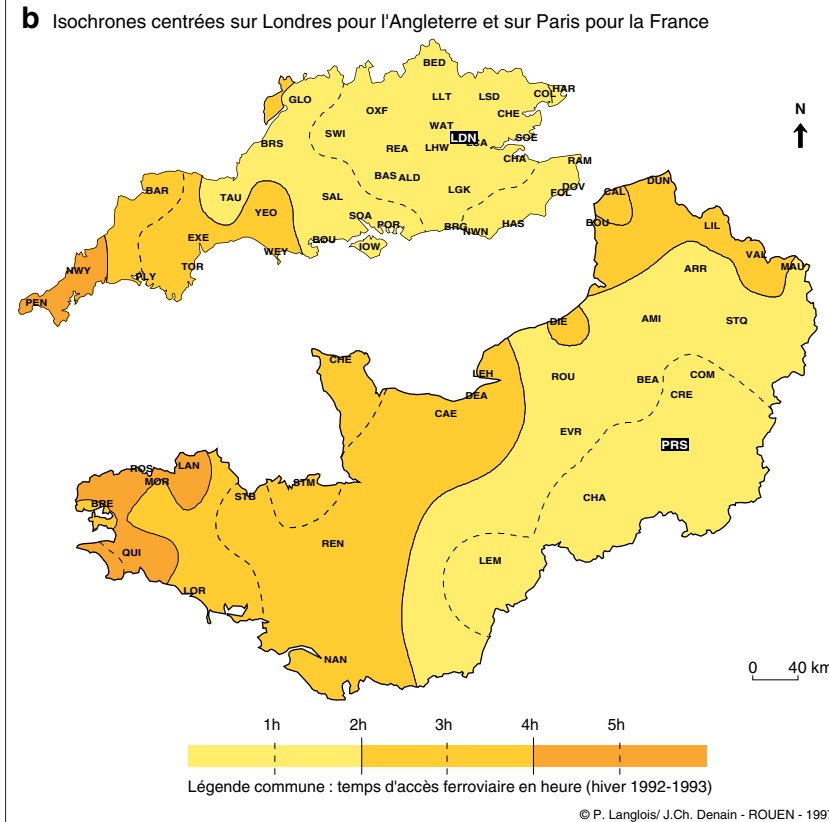 b Isochrones centrées sur Londres pour l'Angleterre et sur Paris pour la France
BED
HAR
COL
GLO
LLT
LSD
OXF
CHE
N
WAT
SWI
LDN
SOE
BRS
REA
LHW
CHA
RAM
BAS
ALD
DUN
BAR
LGK
DOV
FOL
CAL
TAU
SAL
YEO
SOA
POR
BRG
HAS
BOU
LIL
NWN
EXE
BOU
IOW
WEY
VAL
TOR
MAU
NWY
PLY
ARR
PEN
DIE
AMI
STQ
CHE
LEH
ROU
BEA
COM
DEA
CRE
CAE
EVR
PRS
ROS
LAN
MOR
STM
STB
CHA
BRE
REN
QUI
LEM
LOR
NAN
0 40 km
1h 2h 3h 4h 5h
Légende commune : temps d'accès ferroviaire en heure (hiver 1992-1993)
© P. Langlois/ J.Ch. Denain - ROUEN - 1997